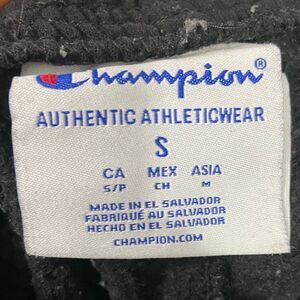 Champion®
AUTHENTIC ATHLETICWEAR
S
CA MEX ASIA
S/P CH M
MADE IN EL SALVADOR
FABRIQUÉ AU SALVADOR
HECHO EN EL SALVADOR
CHAMPION.COM